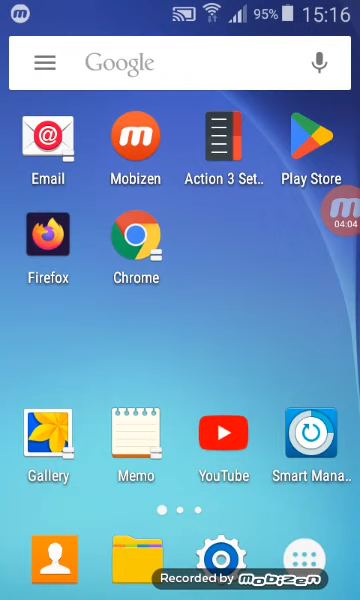 95% 15:16
Google
Email Mobizen Action 3 Set.. Play Store
04:04
Firefox Chrome
Gallery Memo YouTube Smart Mana..
Recorded by mobizen